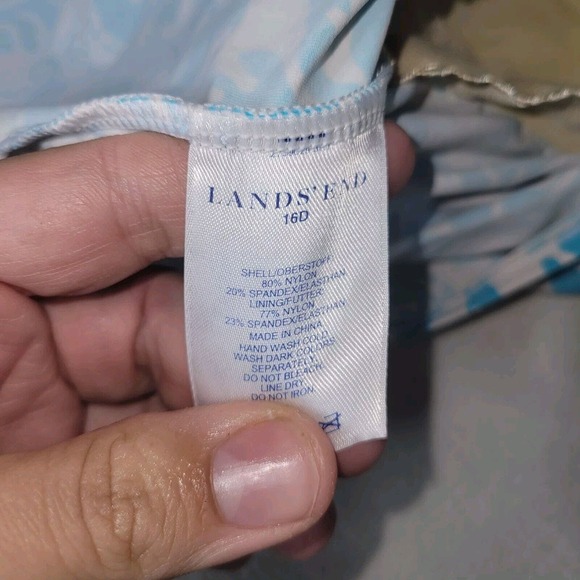 LANDS' END
16D
SHELL/OBERSTOFF
80% NYLON
20% SPANDEX/ELASTHAN
LINING/FUTTER
77% NYLON
23% SPANDEX/ELASTHAN
MADE IN CHINA
HAND WASH COLD
WASH DARK COLORS
SEPARATELY
DO NOT BLEACH
LINE DRY
DO NOT IRON